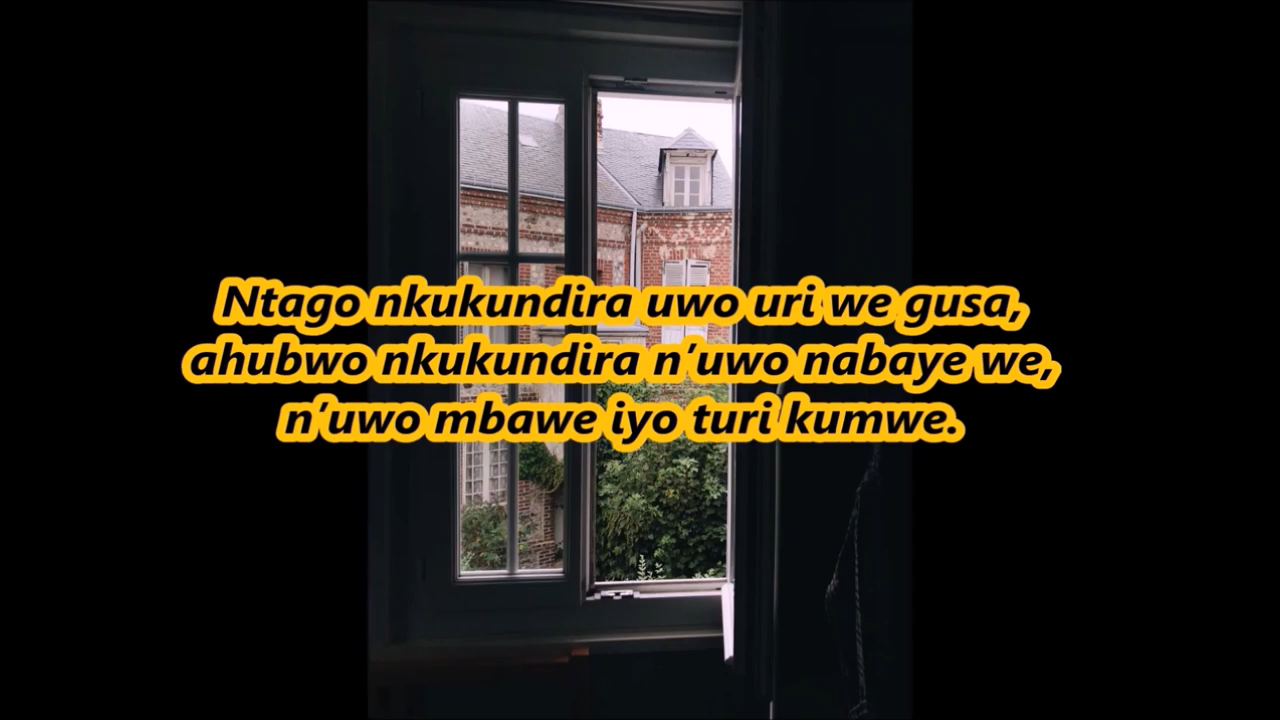 Ntago nkukundira uwo uri we gusa,
ahubwo nkukundira n’uwo nabaye we,
n’uwo mbawe iyo turi kumwe.